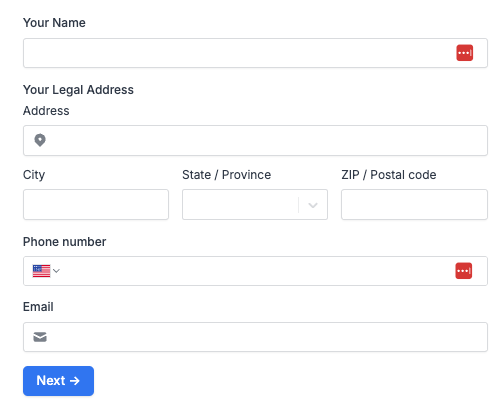 Your Name
Your Legal Address
Address
City State / Province ZIP / Postal code
Phone number
Email
Next →